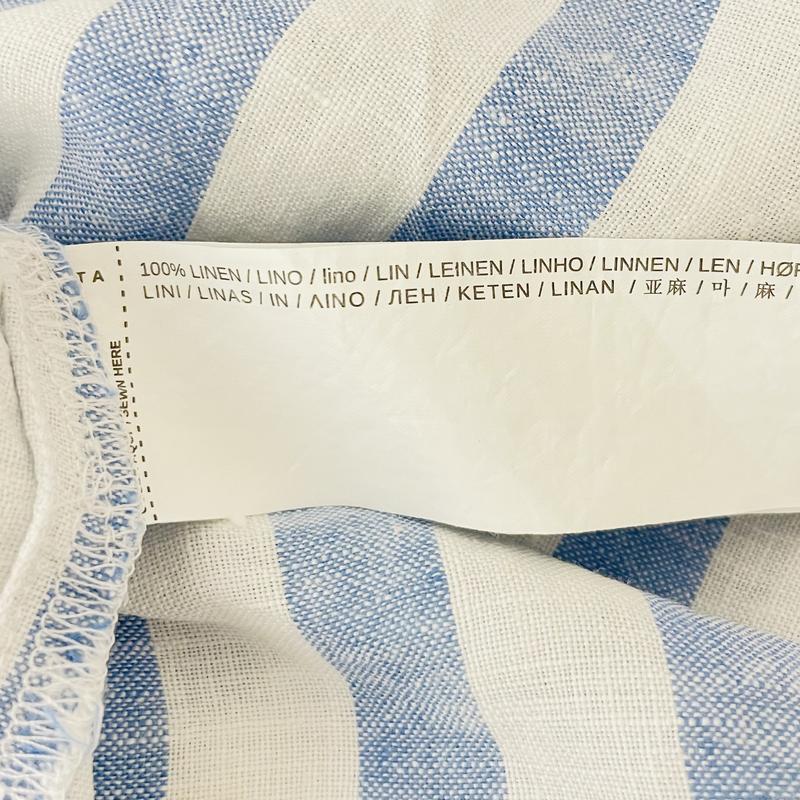 100% LINEN / LINO / lino / LIN / LEINEN / LINHO / LINNEN / LEN / HØR
LINI / LINAS / IN / ΛΙΝΟ / ЛЕН / KETEN / LINAN / 亚麻 / 마 / 麻 /
TA
SEWN HERE